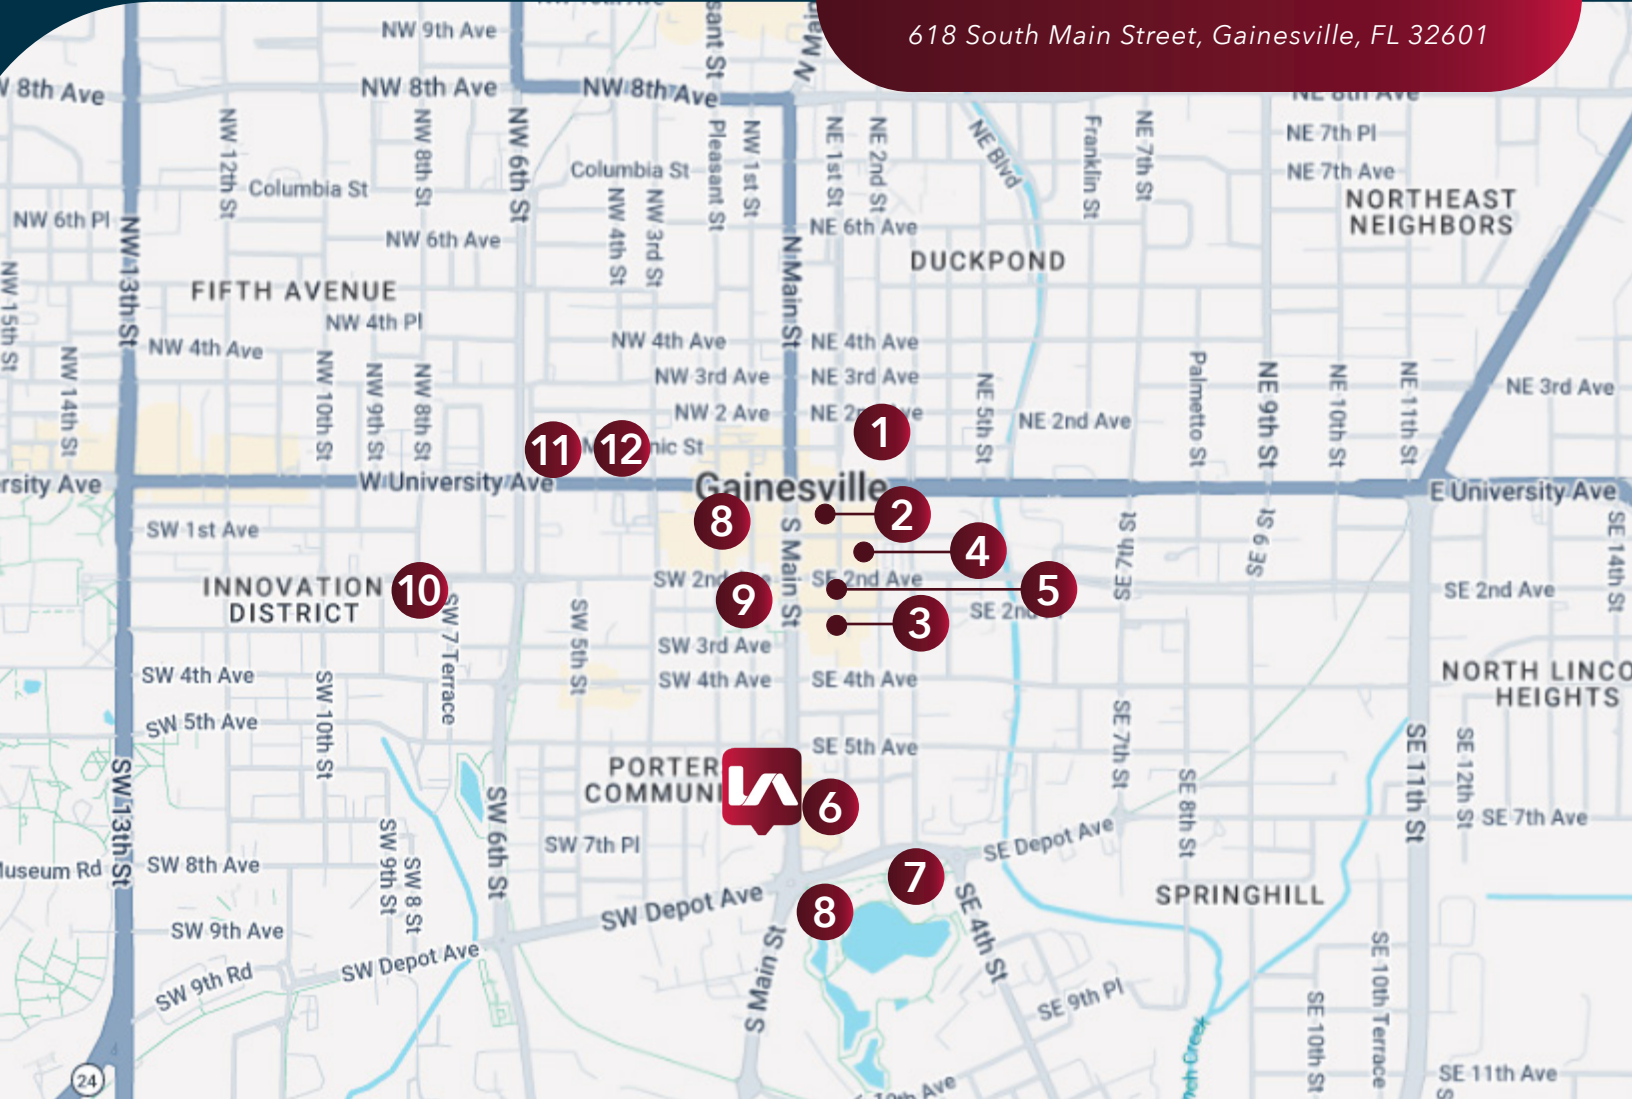 618 South Main Street, Gainesville, FL 32601
NW 9th Ave
NW 8th Ave
NW 8th Ave
8th Ave
NE 8th Ave
NE 7th Pl
NE 7th Ave
NORTHEAST
NEIGHBORS
NW 12th St
NW 8th St
NW 6th St
Pleasant St
NW 1st St
N Main St
NE 1st St
NE 2nd St
NE Blvd
Franklin St
NE 7th St
Columbia St
Columbia St
NW 6th Pl
NW 6th Ave
NW 4th St
NW 3rd St
NE 6th Ave
DUCKPOND
NW 13th St
NW 15th St
FIFTH AVENUE
NW 4th Pl
NW 4th Ave
NW 4th Ave
NE 4th Ave
NW 3rd Ave
NE 3rd Ave
NE 3rd Ave
NW 2 Ave
NE 2nd Ave
NW 14th St
NW 10th St
NW 9th St
NW 8th St
NE 5th St
Palmetto St
NE 9th St
NE 10th St
NE 11th St
1
11
12
W University Ave
Gainesville
E University Ave
SW 1st Ave
8
2
4
S Main St
SE 7th St
SE 9 St
SE 14th St
INNOVATION
DISTRICT
10
SW 2nd
9
SE 2nd Ave
5
SE 2nd Ave
SE 2n
3
SW 7 Terrace
SW 5th St
SW 3rd Ave
SW 4th Ave
SW 4th Ave
SE 4th Ave
NORTH LINCO
HEIGHTS
SW 5th Ave
SW 10th St
SE 5th Ave
SE 7th St
SE 8th St
SE 11th St
SE 12th St
PORTER
COMMUNI
6
SW 13th St
SW 6th St
SE 7th Ave
SW 7th Pl
SE Depot Ave
Museum Rd
SW 8th Ave
SW 9th St
SW 8 St
7
SPRINGHILL
SW Depot Ave
8
SE 4th St
SW 9th Ave
SW Depot Ave
SW 9th Rd
S Main St
SE 9th Pl
SE 10th St
SE 10th Terrace
24
SE 11th Ave